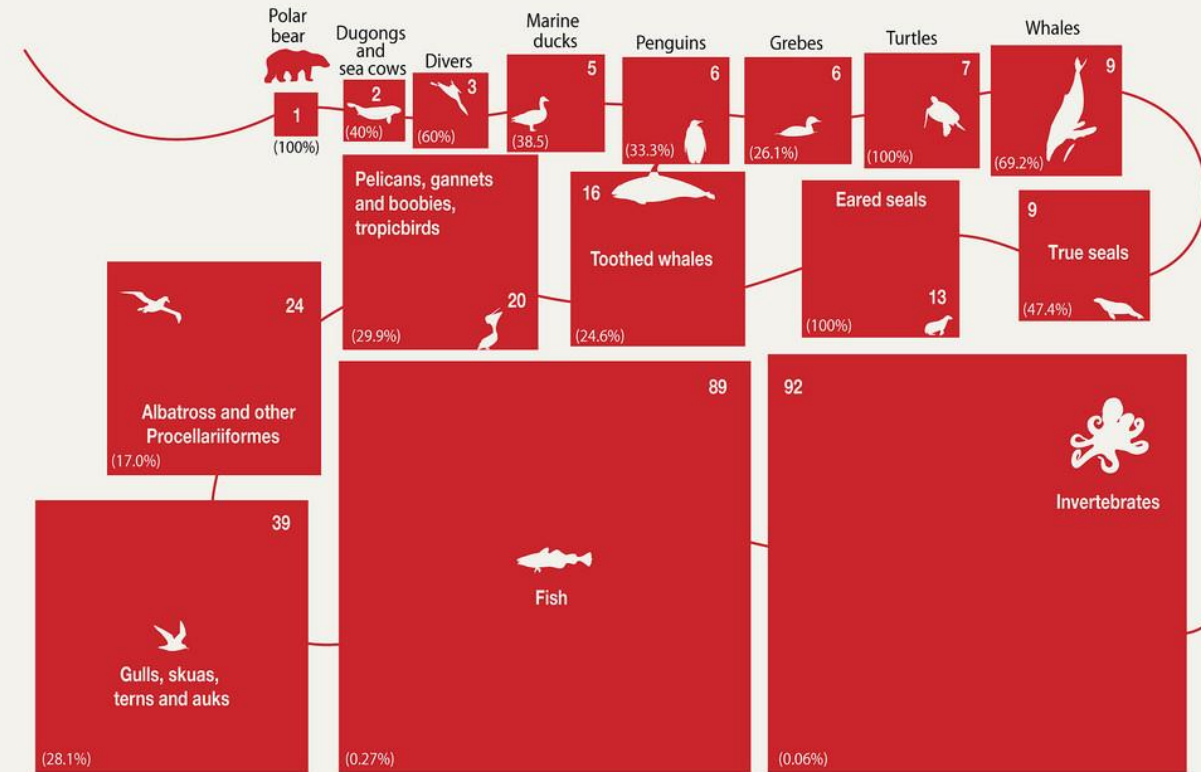 Polar
bear
1
(100%)
Dugongs
and
sea cows
2
(40%)
Divers
3
(60%)
Marine
ducks
5
(38.5)
Penguins
6
(33.3%)
Grebes
6
(26.1%)
Turtles
7
(100%)
Whales
9
(69.2%)
9
True seals
(47.4%)
Eared seals
13
(100%)
16
Toothed whales
(24.6%)
Pelicans, gannets
and boobies,
tropicbirds
20
(29.9%)
24
Albatross and other
Procellariiformes
(17.0%)
39
Gulls, skuas,
terns and auks
(28.1%)
89
Fish
(0.27%)
92
Invertebrates
(0.06%)